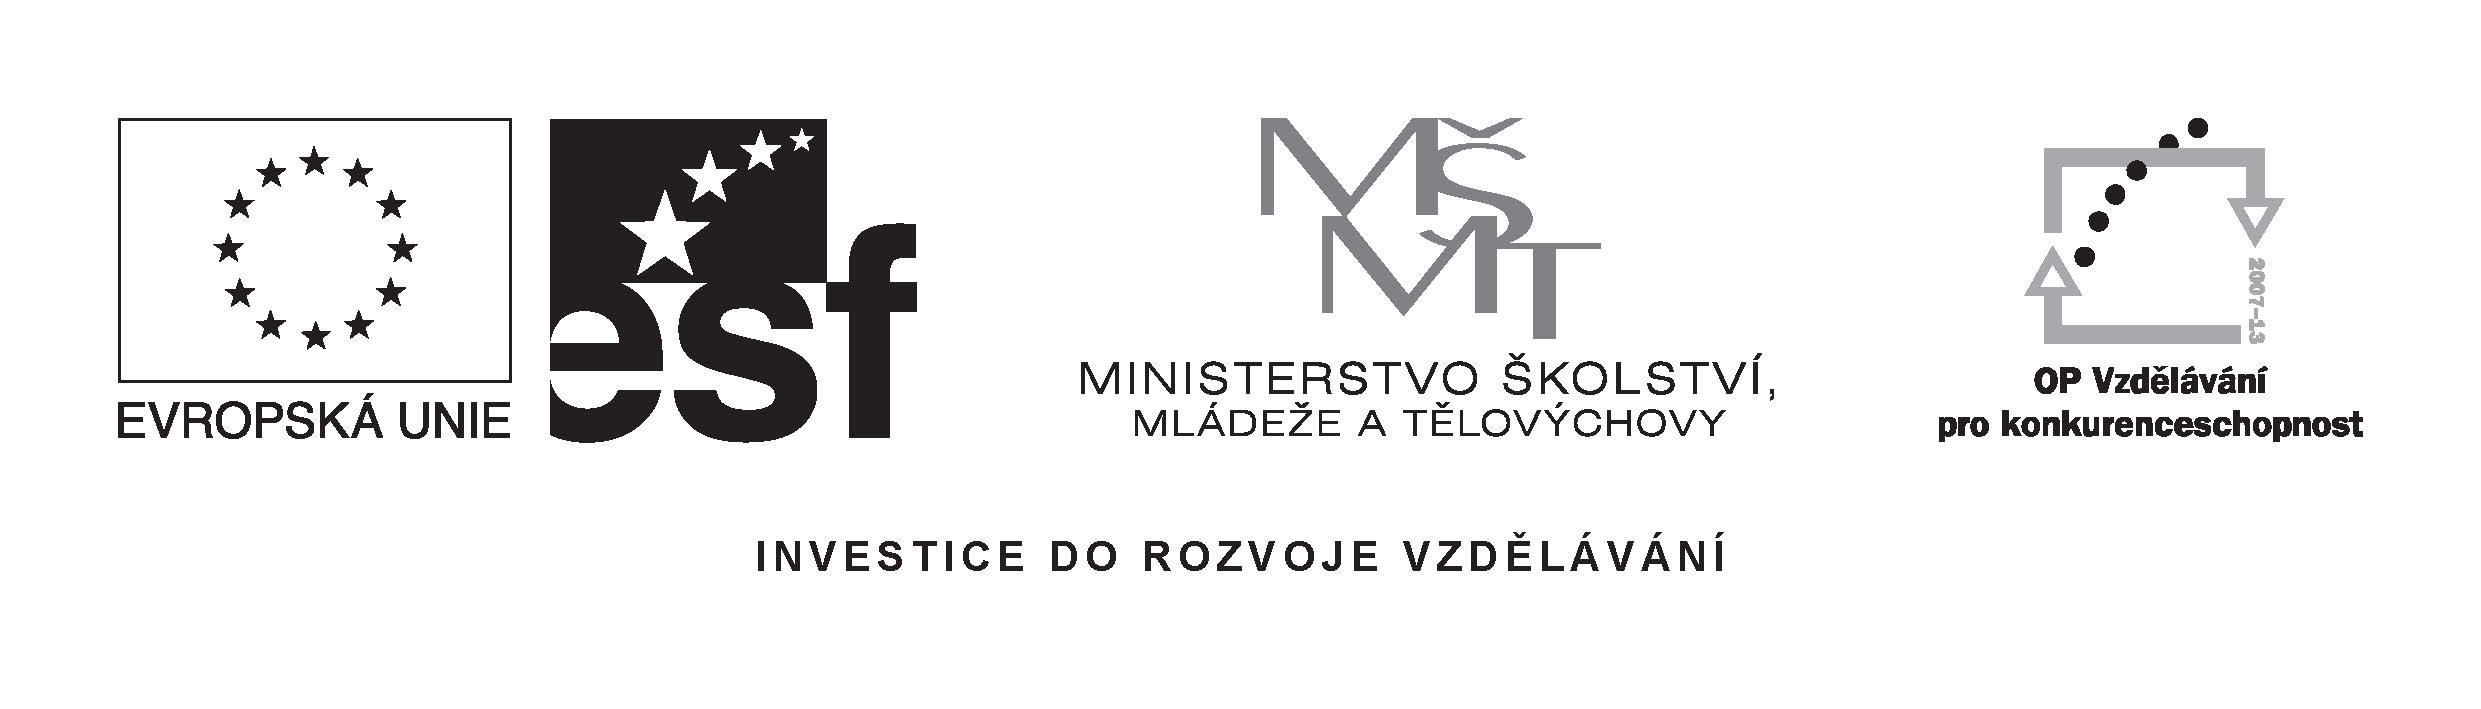 EVROPSKÁ UNIE
esf
MŠMT
MINISTERSTVO ŠKOLSTVÍ,
MLÁDEŽE A TĚLOVÝCHOVY
2007-13
OP Vzdělávání
pro konkurenceschopnost
INVESTICE DO ROZVOJE VZDĚLÁVÁNÍ